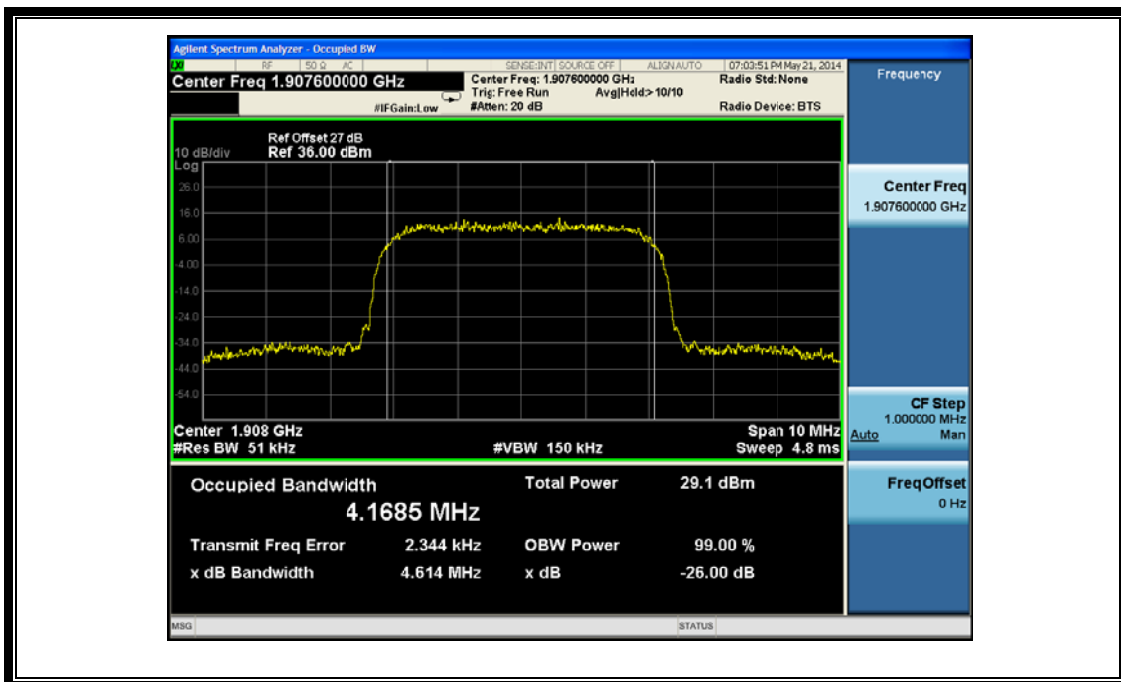 Agilent Spectrum Analyzer - Occupied BW
RF 50 Ω AC SENSE:INT SOURCE OFF ALIGN AUTO 07:03:51 PM May 21, 2014
Center Freq 1.907600000 GHz
Center Freq: 1.907600000 GHz
Radio Std: None
Trig: Free Run Avg|Hold:> 10/10
#IFGain:Low
#Atten: 20 dB
Radio Device: BTS
Ref Offset 27 dB
10 dB/div Ref 36.00 dBm
Log
26.0
16.0
6.00
-4.00
-14.0
-24.0
-34.0
-44.0
-54.0
Center 1.908 GHz
Span 10 MHz
#Res BW 51 kHz
#VBW 150 kHz
Sweep 4.8 ms
Occupied Bandwidth
Total Power 29.1 dBm
4.1685 MHz
Transmit Freq Error 2.344 kHz
OBW Power 99.00 %
x dB Bandwidth 4.614 MHz
x dB -26.00 dB
MSG
STATUS
Frequency
Center Freq
1.907600000 GHz
CF Step
1.000000 MHz
Auto Man
Freq Offset
0 Hz